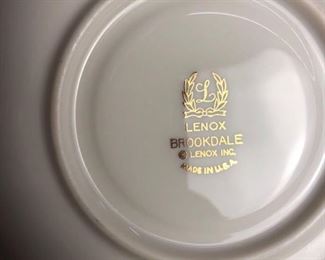 L
LENOX
BROOKDALE
© LENOX INC.
MADE IN U.S.A.